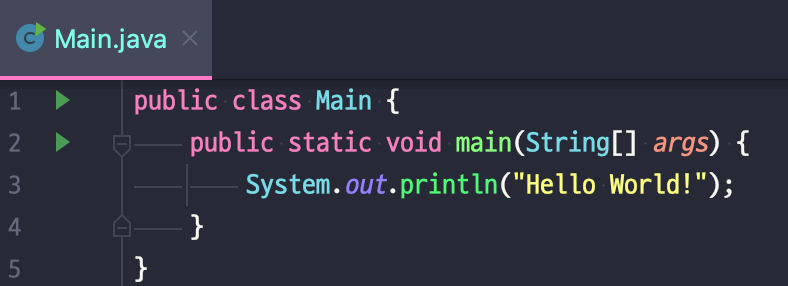 Main.java
1 public class Main {
2 public static void main(String[] args) {
3 System.out.println("Hello World!");
4 }
5 }